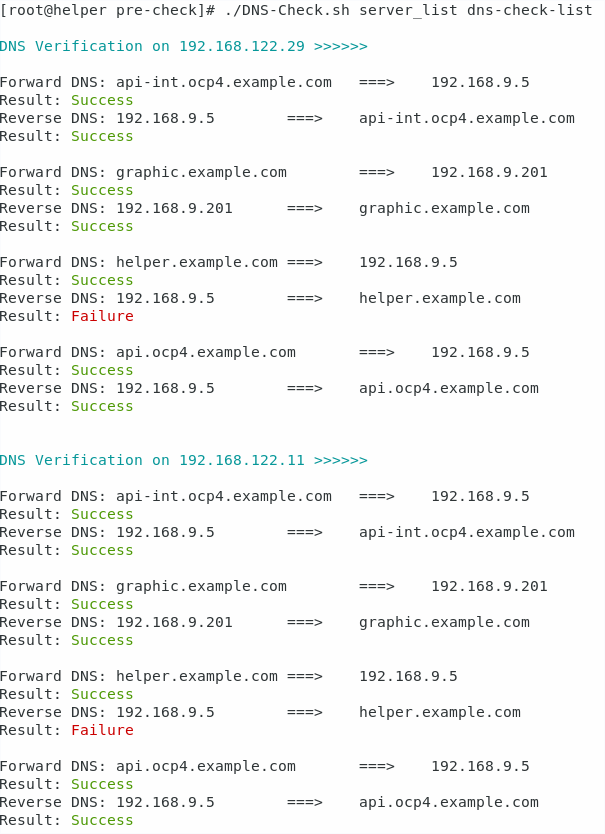 [root@helper pre-check]# ./DNS-Check.sh server_list dns-check-list
DNS Verification on 192.168.122.29 >>>>>>
Forward DNS: api-int.ocp4.example.com ===> 192.168.9.5
Result: Success
Reverse DNS: 192.168.9.5 ===> api-int.ocp4.example.com
Result: Success
Forward DNS: graphic.example.com ===> 192.168.9.201
Result: Success
Reverse DNS: 192.168.9.201 ===> graphic.example.com
Result: Success
Forward DNS: helper.example.com ===> 192.168.9.5
Result: Success
Reverse DNS: 192.168.9.5 ===> helper.example.com
Result: Failure
Forward DNS: api.ocp4.example.com ===> 192.168.9.5
Result: Success
Reverse DNS: 192.168.9.5 ===> api.ocp4.example.com
Result: Success
DNS Verification on 192.168.122.11 >>>>>>
Forward DNS: api-int.ocp4.example.com ===> 192.168.9.5
Result: Success
Reverse DNS: 192.168.9.5 ===> api-int.ocp4.example.com
Result: Success
Forward DNS: graphic.example.com ===> 192.168.9.201
Result: Success
Reverse DNS: 192.168.9.201 ===> graphic.example.com
Result: Success
Forward DNS: helper.example.com ===> 192.168.9.5
Result: Success
Reverse DNS: 192.168.9.5 ===> helper.example.com
Result: Failure
Forward DNS: api.ocp4.example.com ===> 192.168.9.5
Result: Success
Reverse DNS: 192.168.9.5 ===> api.ocp4.example.com
Result: Success